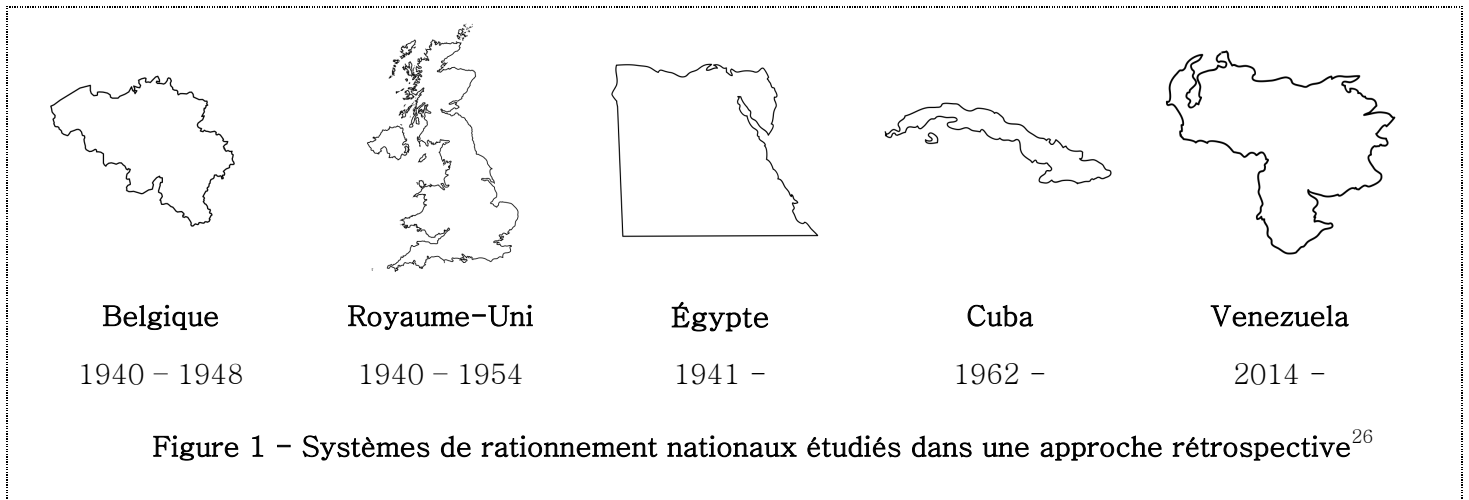 Belgique Royaume-Uni Égypte Cuba Venezuela
1940 – 1948 1940 – 1954 1941 - 1962 - 2014 -
Figure 1 - Systèmes de rationnement nationaux étudiés dans une approche rétrospective26